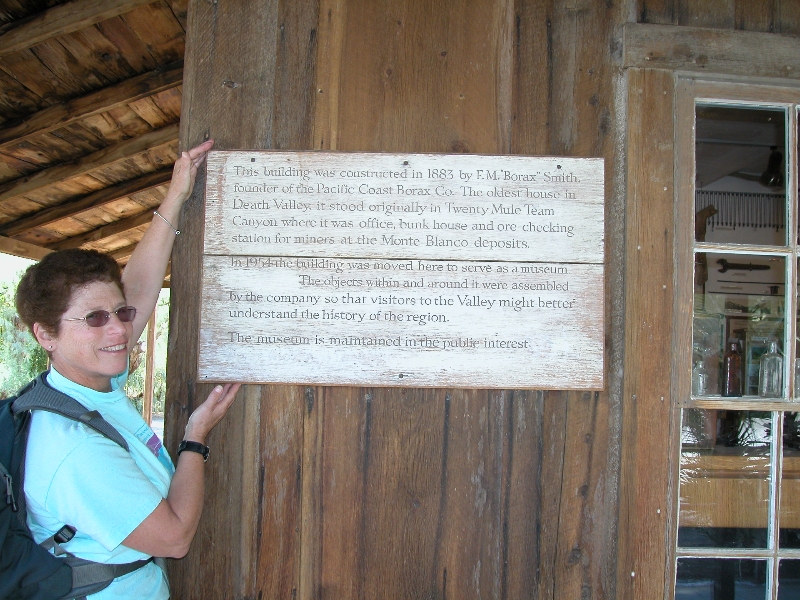 This building was constructed in 1883 by F.M. "Borax" Smith,
founder of the Pacific Coast Borax Co. The oldest house in
Death Valley, it stood originally in Twenty Mule Team
Canyon where it was office, bunk house and ore-checking
station for miners at the Monte Blanco deposits.
In 1954 the building was moved here to serve as a museum
The objects within and around it were assembled
by the company so that visitors to the Valley might better
understand the history of the region.
The museum is maintained in the public interest.